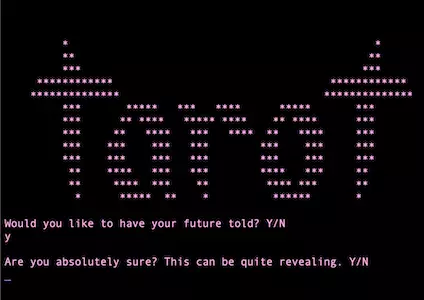 tarot
Would you like to have your future told? Y/N
y
Are you absolutely sure? This can be quite revealing. Y/N
_